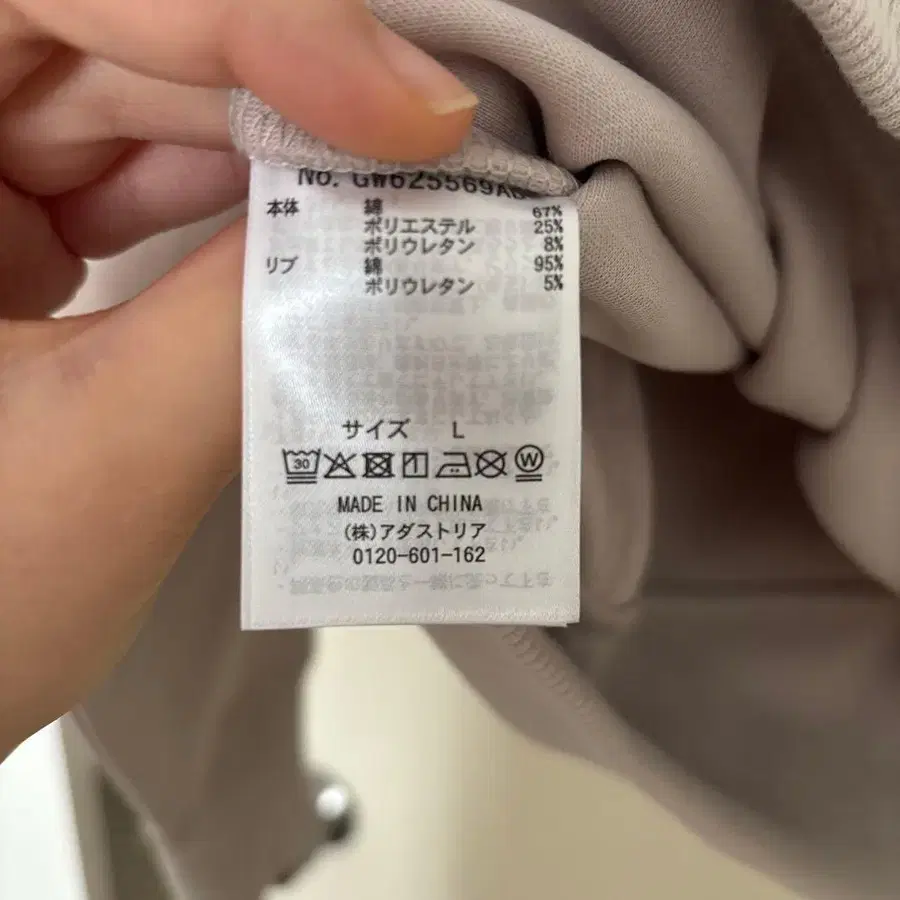 No. GW625569AB
本体 綿 67%
ポリエステル 25%
ポリウレタン 8%
リブ 綿 95%
ポリウレタン 5%
サイズ L
30 W
MADE IN CHINA
(株)アダストリア
0120-601-162